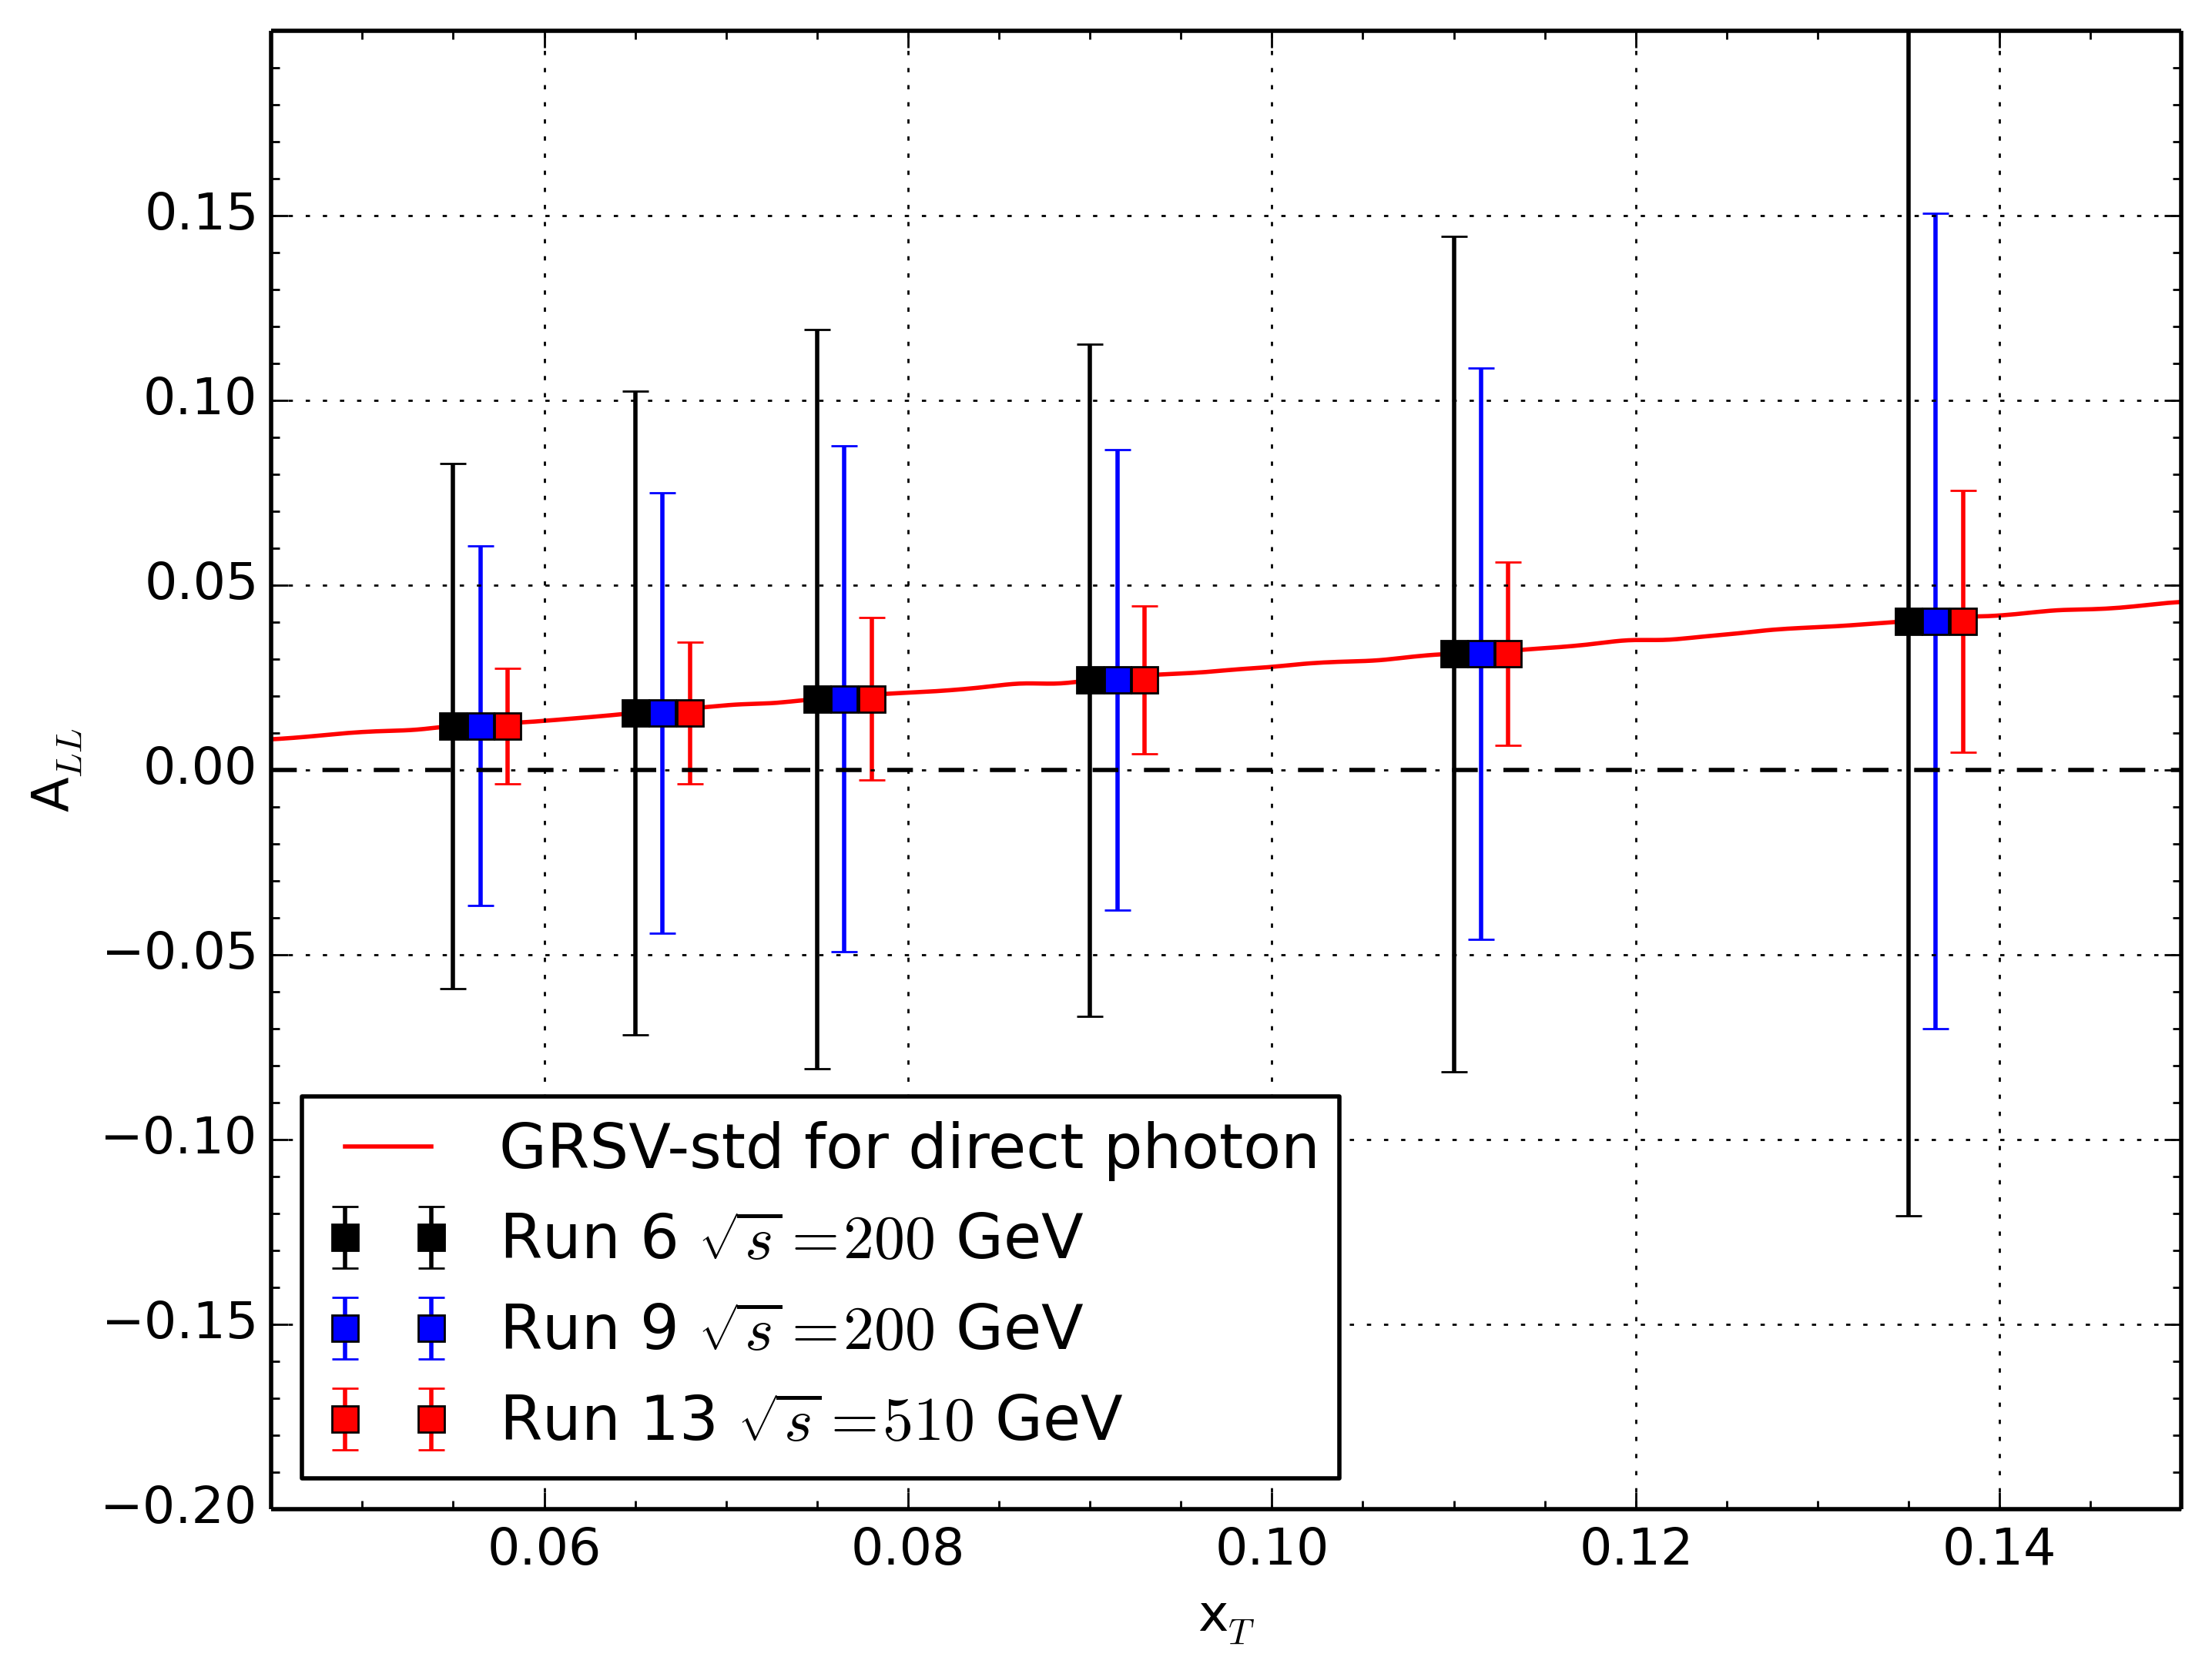 0.15
0.10
0.05
0.00
−0.05
−0.10
−0.15
−0.20
A_{LL}
GRSV-std for direct photon
Run 6 √s =200 GeV
Run 9 √s =200 GeV
Run 13 √s =510 GeV
0.06 0.08 0.10 0.12 0.14
x_T